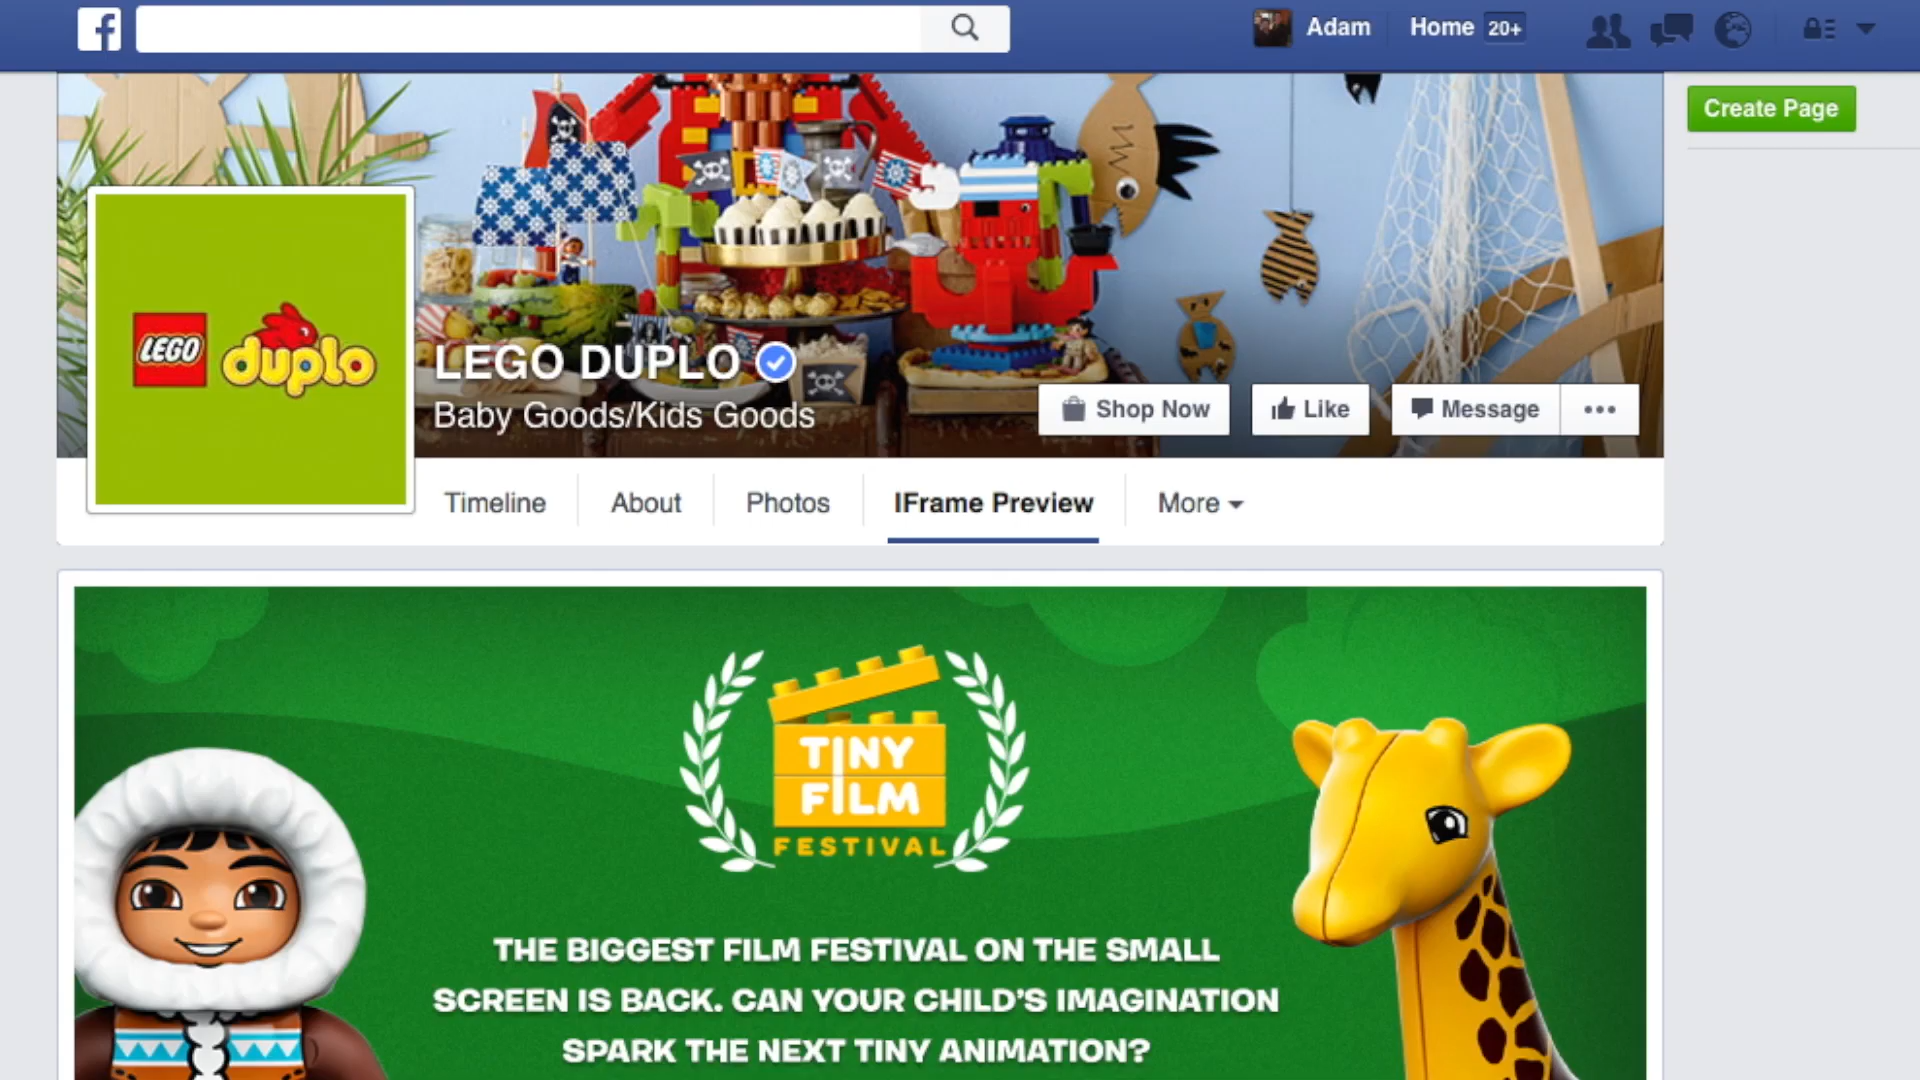 Adam
Home 20+
Create Page
LEGO duplo
LEGO DUPLO
Baby Goods/Kids Goods
Shop Now
Like
Message
Timeline
About
Photos
IFrame Preview
More
TINY
FILM
FESTIVAL
THE BIGGEST FILM FESTIVAL ON THE SMALL
SCREEN IS BACK. CAN YOUR CHILD'S IMAGINATION
SPARK THE NEXT TINY ANIMATION?